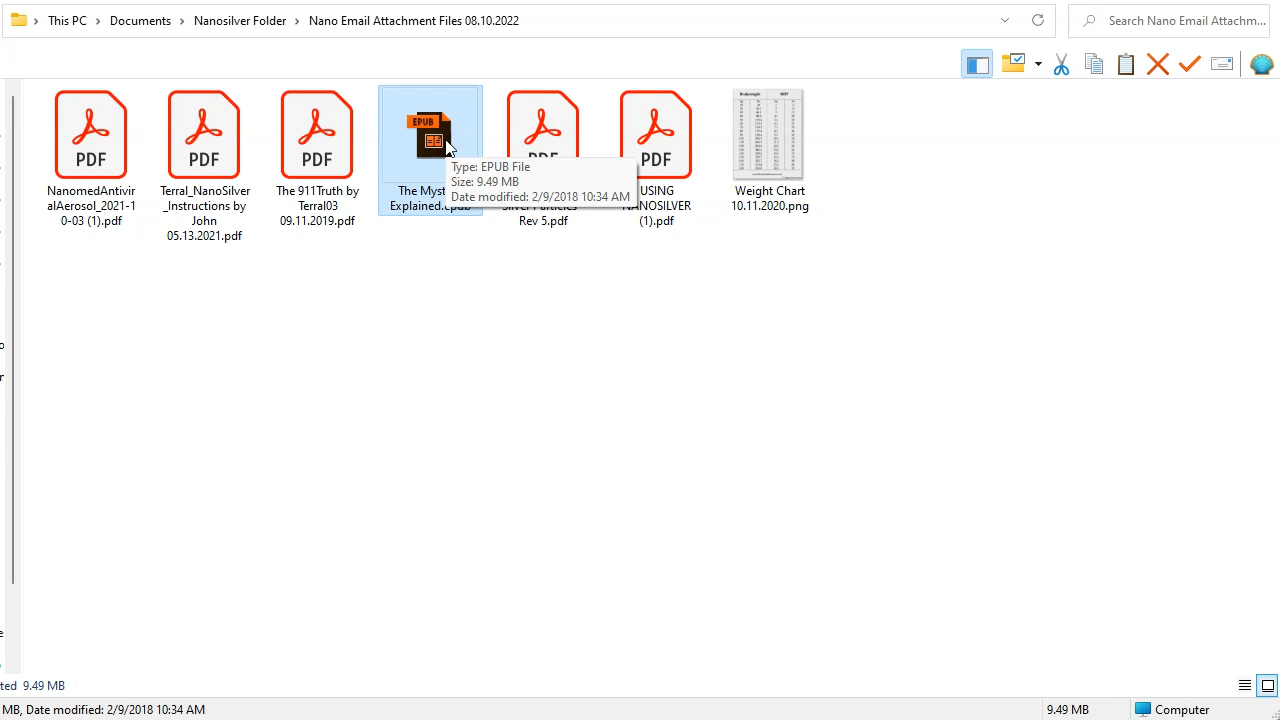 This PC > Documents > Nanosilver Folder > Nano Email Attachment Files 08.10.2022
Search Nano Email Attachm...
PDF
PDF
PDF
EPUB
PDF
PDF
NanomedAntivir
alAerosol_2021-1
0-03 (1).pdf
Terral_NanoSilver
_Instructions by
John
05.13.2021.pdf
The 911Truth by
Terral03
09.11.2019.pdf
The Myst
Explained.epub
Type: EPUB File
Size: 9.49 MB
Date modified: 2/9/2018 10:34 AM
Silver Particles
Rev 5.pdf
USING
NANOSILVER
(1).pdf
Bodyweight
Weight Chart
10.11.2020.png
ted 9.49 MB
MB, Date modified: 2/9/2018 10:34 AM
9.49 MB
Computer